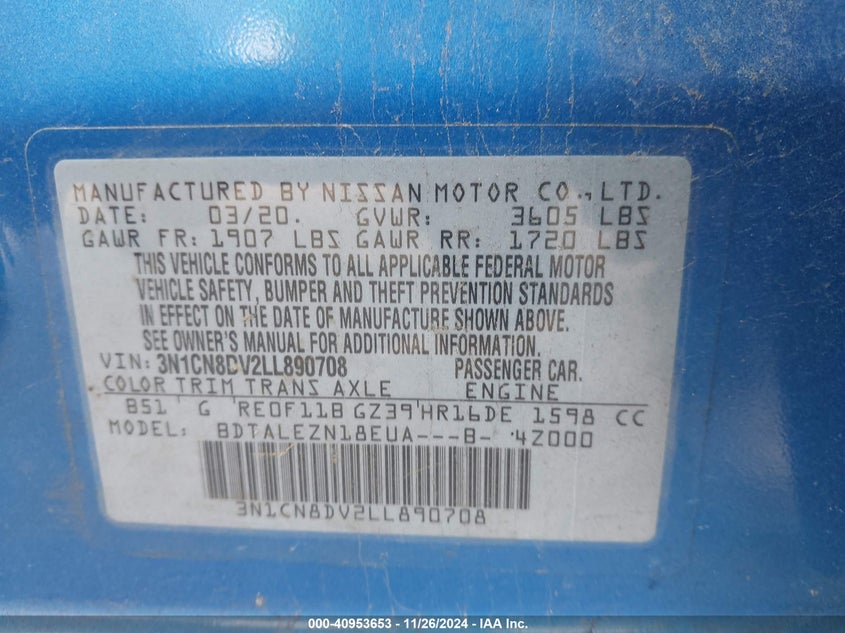 MANUFACTURED BY NISSAN MOTOR CO., LTD.
DATE: 03/20. GVWR: 3605 LBS
GAWR FR: 1907 LBS GAWR RR: 1720 LBS
THIS VEHICLE CONFORMS TO ALL APPLICABLE FEDERAL MOTOR
VEHICLE SAFETY, BUMPER AND THEFT PREVENTION STANDARDS
IN EFFECT ON THE DATE OF MANUFACTURE SHOWN ABOVE.
SEE OWNER'S MANUAL FOR ADDITIONAL INFORMATION.
VIN: 3N1CN8DV2LL890708 PASSENGER CAR.
COLOR TRIM TRANS AXLE ENGINE
B51 G RE0F11B GZ39 HR16DE 1598 CC
MODEL: BDTALEZN18EUA---B- 4Z000
3N1CN8DV2LL890708
000-40953653 - 11/26/2024 - IAA Inc.